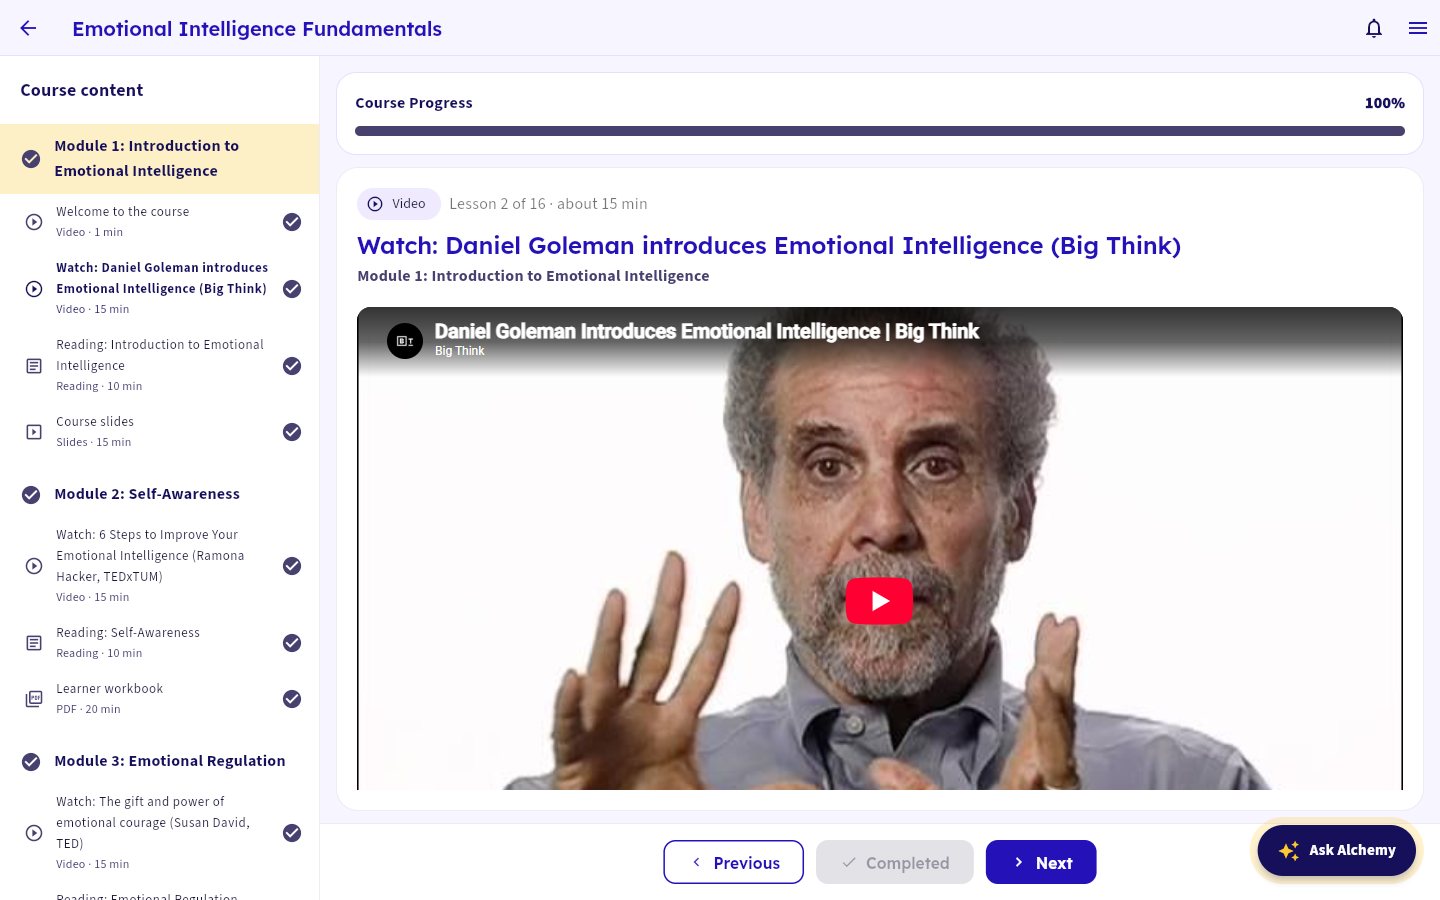 Emotional Intelligence Fundamentals
Course content
Module 1: Introduction to
Emotional Intelligence
Welcome to the course
Video · 1 min
Watch: Daniel Goleman introduces
Emotional Intelligence (Big Think)
Video · 15 min
Reading: Introduction to Emotional
Intelligence
Reading · 10 min
Course slides
Slides · 15 min
Module 2: Self-Awareness
Watch: 6 Steps to Improve Your
Emotional Intelligence (Ramona
Hacker, TEDxTUM)
Video · 15 min
Reading: Self-Awareness
Reading · 10 min
PDF
Learner workbook
PDF · 20 min
Module 3: Emotional Regulation
Watch: The gift and power of
emotional courage (Susan David,
TED)
Video · 15 min
Reading: Emotional Regulation
Course Progress
100%
Video
Lesson 2 of 16 · about 15 min
Watch: Daniel Goleman introduces Emotional Intelligence (Big Think)
Module 1: Introduction to Emotional Intelligence
BT
Daniel Goleman Introduces Emotional Intelligence | Big Think
Big Think
Previous
Completed
Next
Ask Alchemy